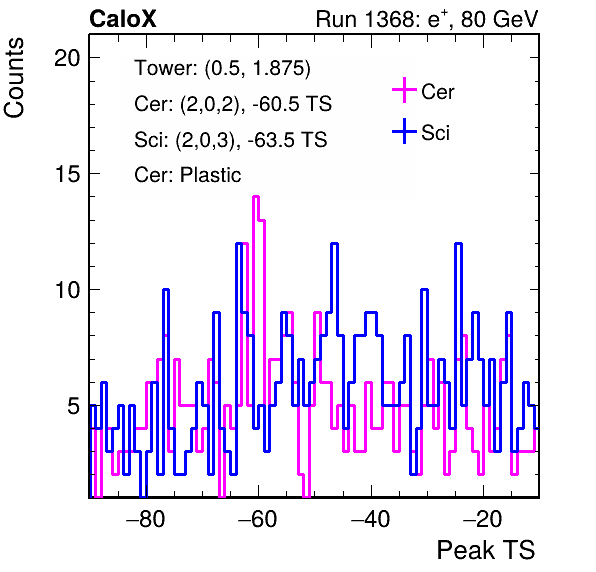 CaloX Run 1368: e⁺, 80 GeV
Counts
20
15
10
5
Tower: (0.5, 1.875)
Cer: (2,0,2), -60.5 TS
Sci: (2,0,3), -63.5 TS
Cer: Plastic
Cer
Sci
−80 −60 −40 −20
Peak TS